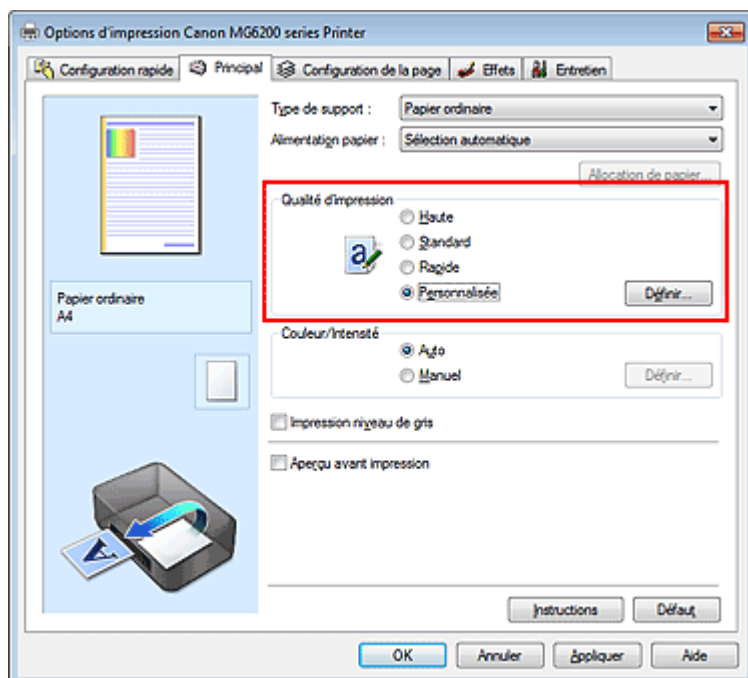 Options d'impression Canon MG6200 series Printer
Configuration rapide Principal Configuration de la page Effets Entretien
Type de support : Papier ordinaire
Alimentation papier : Sélection automatique
Allocation de papier...
Qualité d'impression
Haute
Standard
Rapide
Personnalisée Définir...
Papier ordinaire
A4
Couleur/Intensité
Auto
Manuel Définir...
Impression niveau de gris
Aperçu avant impression
Instructions Défaut
OK Annuler Appliquer Aide